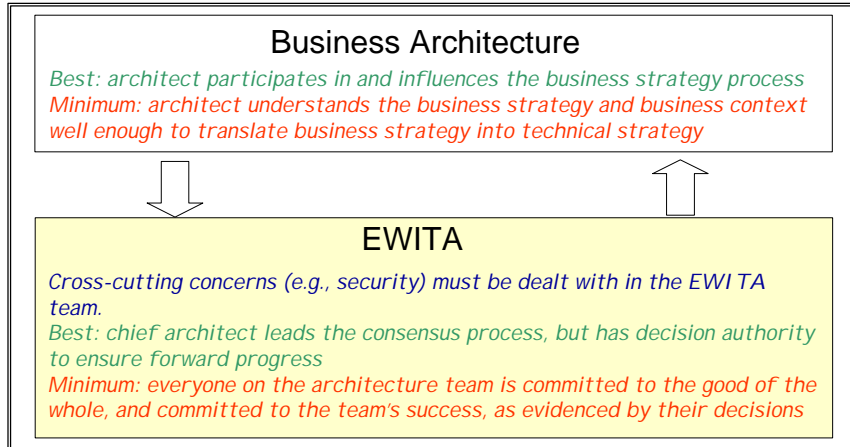 Business Architecture
Best: architect participates in and influences the business strategy process
Minimum: architect understands the business strategy and business context
well enough to translate business strategy into technical strategy
EWITA
Cross-cutting concerns (e.g., security) must be dealt with in the EWITA
team.
Best: chief architect leads the consensus process, but has decision authority
to ensure forward progress
Minimum: everyone on the architecture team is committed to the good of the
whole, and committed to the team's success, as evidenced by their decisions